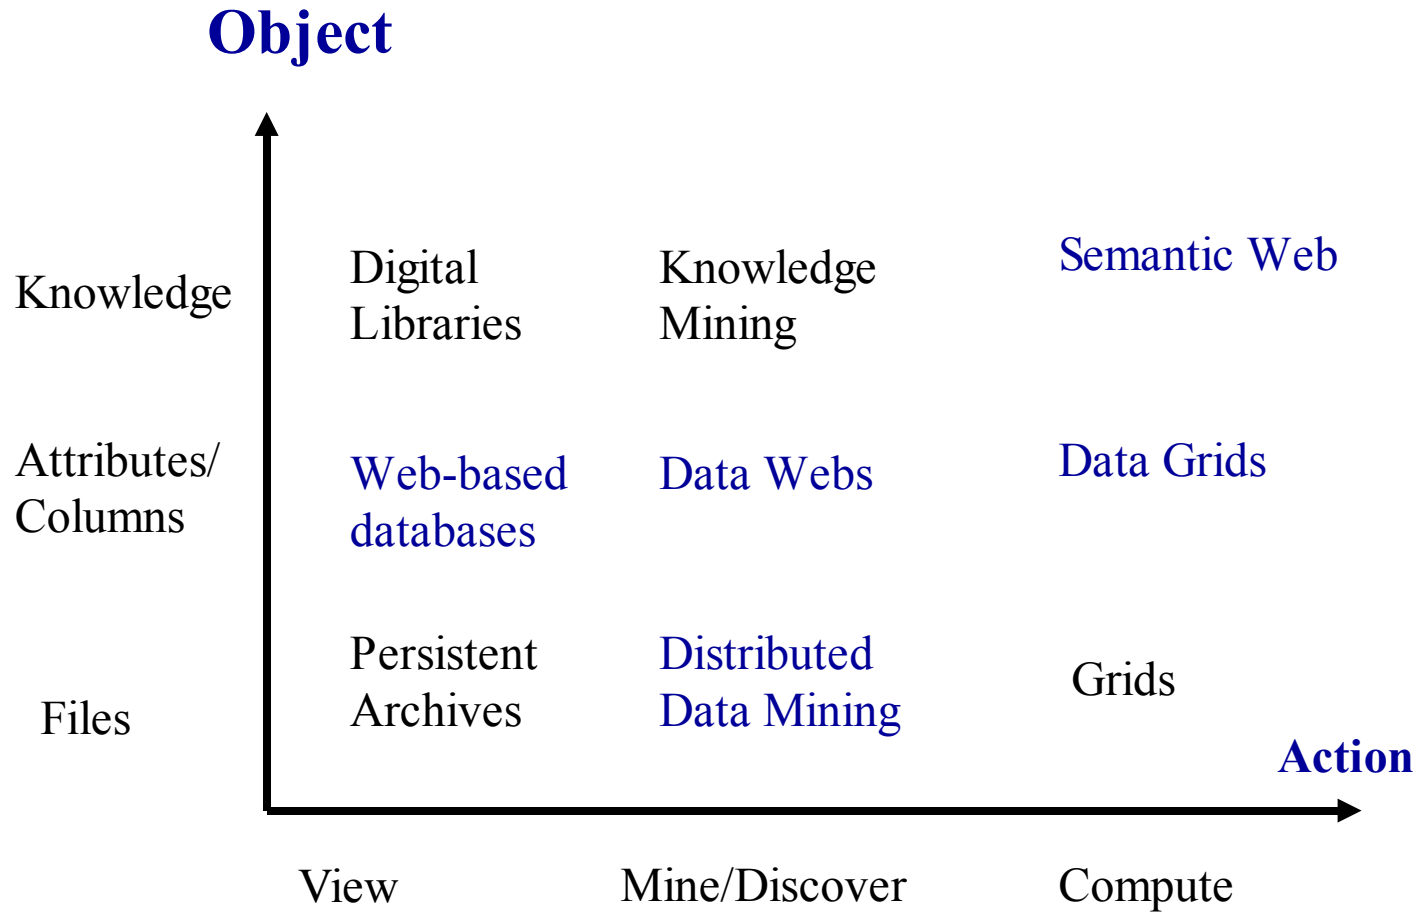 Object
Knowledge
Digital
Libraries
Knowledge
Mining
Semantic Web
Attributes/
Columns
Web-based
databases
Data Webs
Data Grids
Files
Persistent
Archives
Distributed
Data Mining
Grids
Action
View
Mine/Discover
Compute